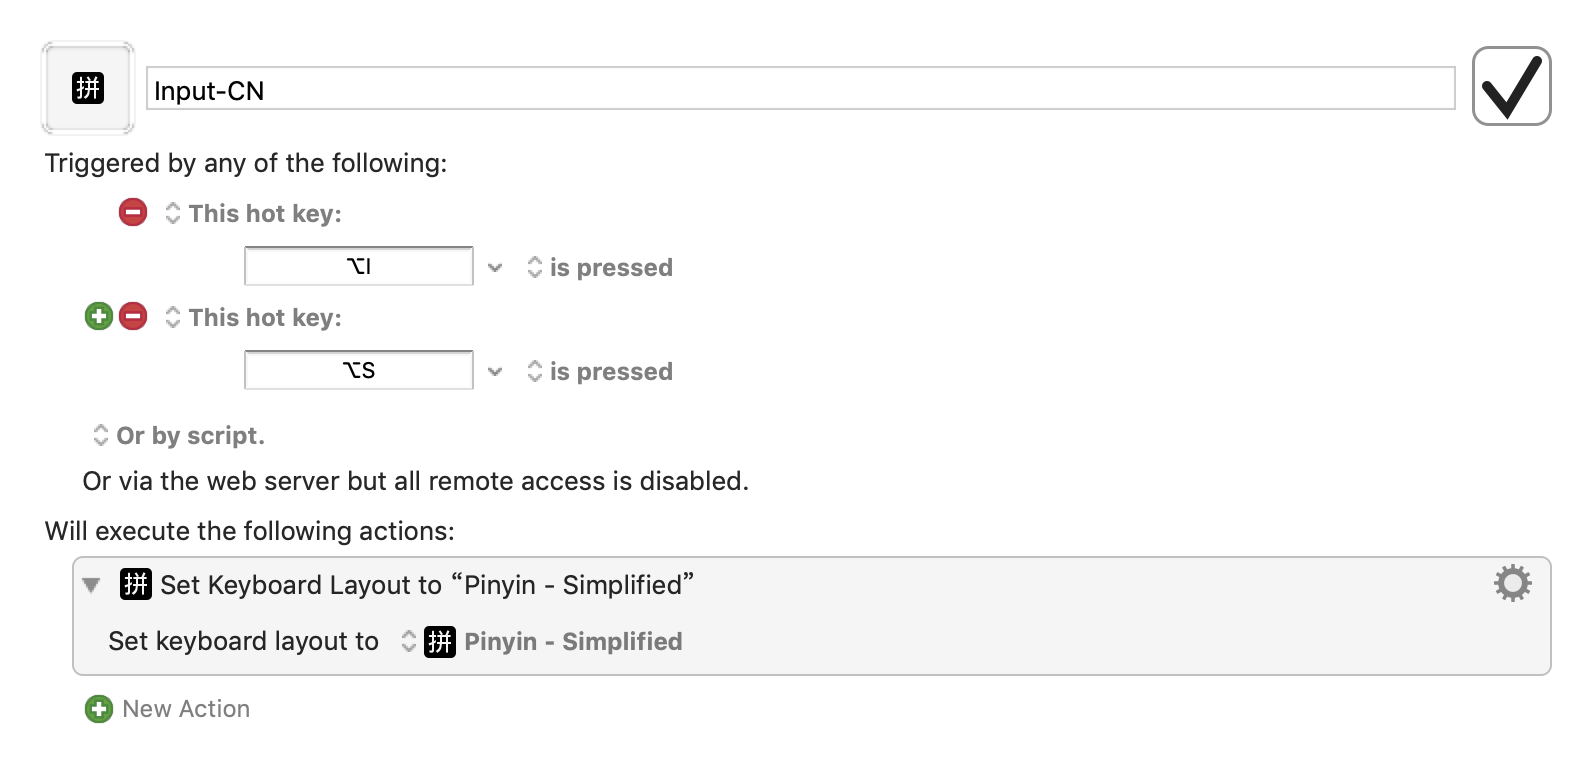 拼 Input-CN
Triggered by any of the following:
This hot key:
⌥I is pressed
This hot key:
⌥S is pressed
Or by script.
Or via the web server but all remote access is disabled.
Will execute the following actions:
拼 Set Keyboard Layout to “Pinyin - Simplified”
Set keyboard layout to 拼 Pinyin - Simplified
New Action